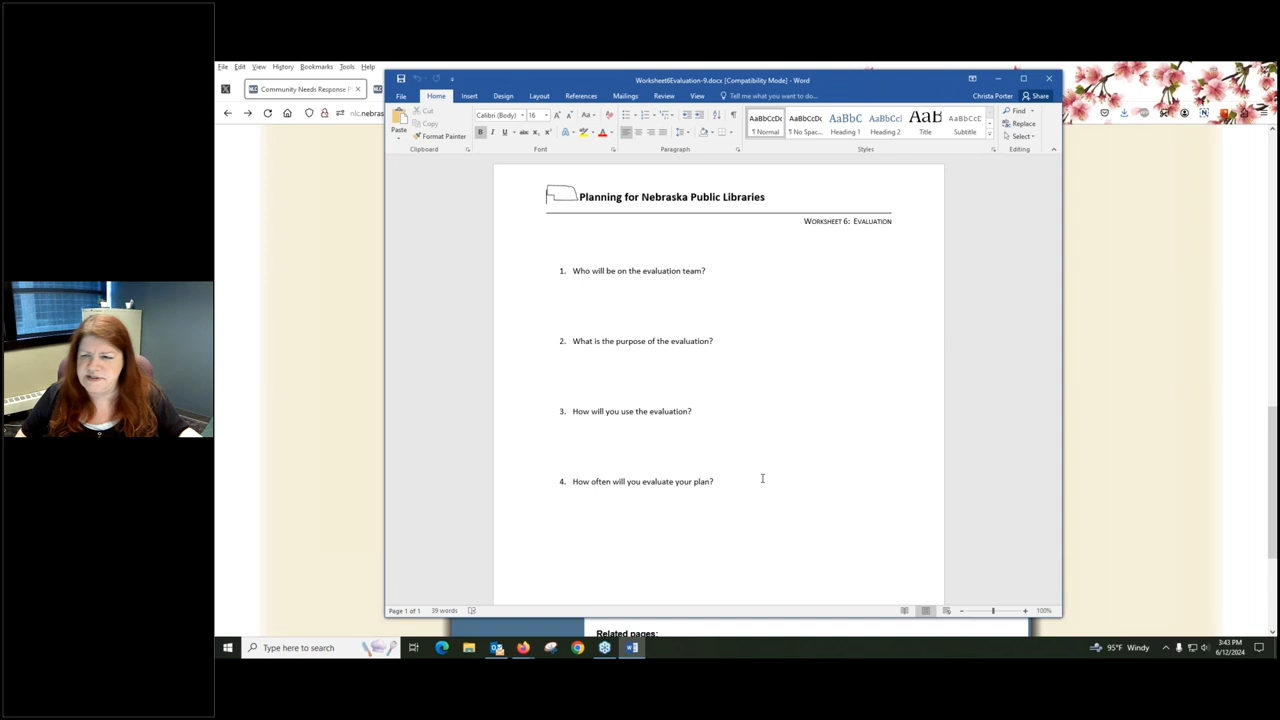 File Edit View History Bookmarks Tools Help
Community Needs Response P
nlc.nebras
Worksheet6Evaluation-9.docx [Compatibility Mode] - Word
File Home Insert Design Layout References Mailings Review View Tell me what you want to do...
Christa Porter Share
Paste
Cut
Copy
Format Painter
Clipboard
Calibri (Body) 16
Font
Paragraph
AaBbCcDc AaBbCcDc AaBbC AaBbCcC AaB AaBbCcD
¶ Normal ¶ No Spac... Heading 1 Heading 2 Title Subtitle
Styles
Find
Replace
Select
Editing
Planning for Nebraska Public Libraries
WORKSHEET 6: EVALUATION
1. Who will be on the evaluation team?
2. What is the purpose of the evaluation?
3. How will you use the evaluation?
4. How often will you evaluate your plan?
Page 1 of 1 39 words
100%
Related pages:
Type here to search
95°F Windy
3:43 PM
6/12/2024